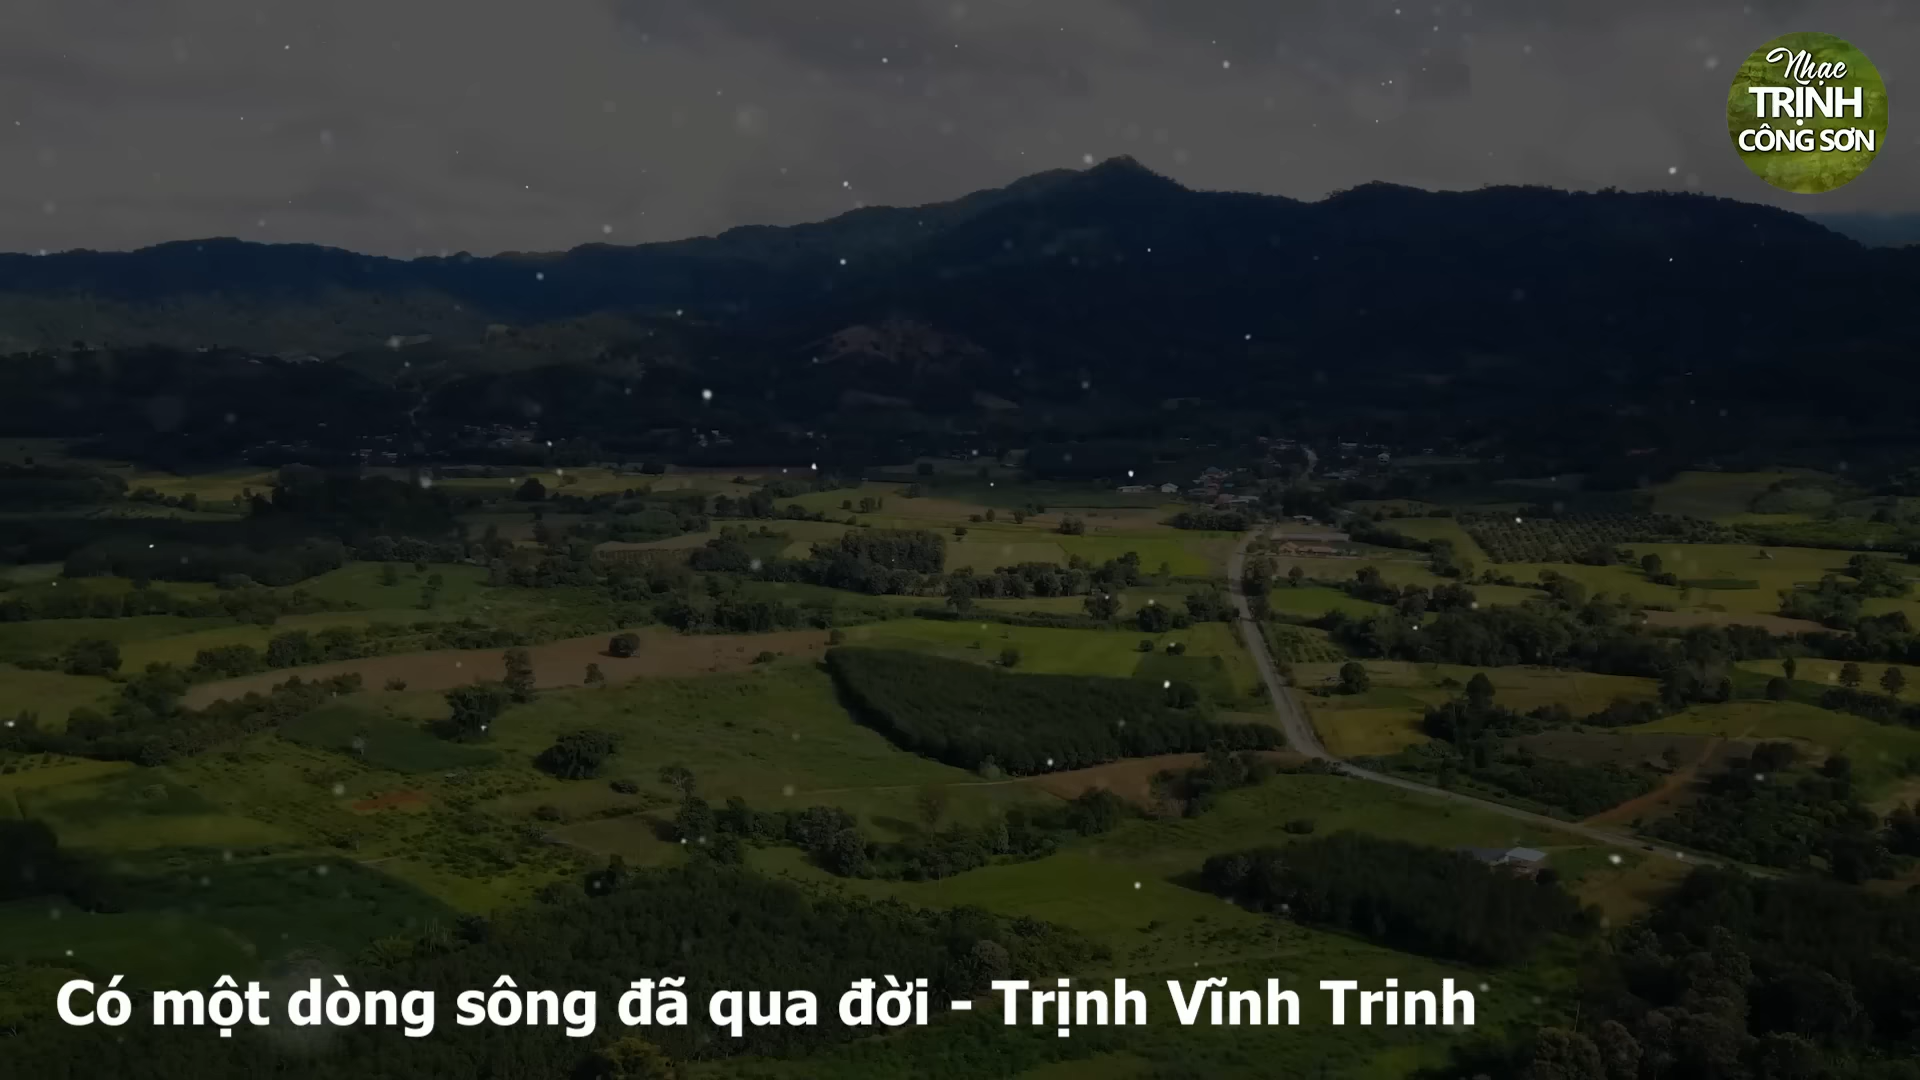 Nhạc
TRỊNH
CÔNG SƠN
Có một dòng sông đã qua đời - Trịnh Vĩnh Trinh